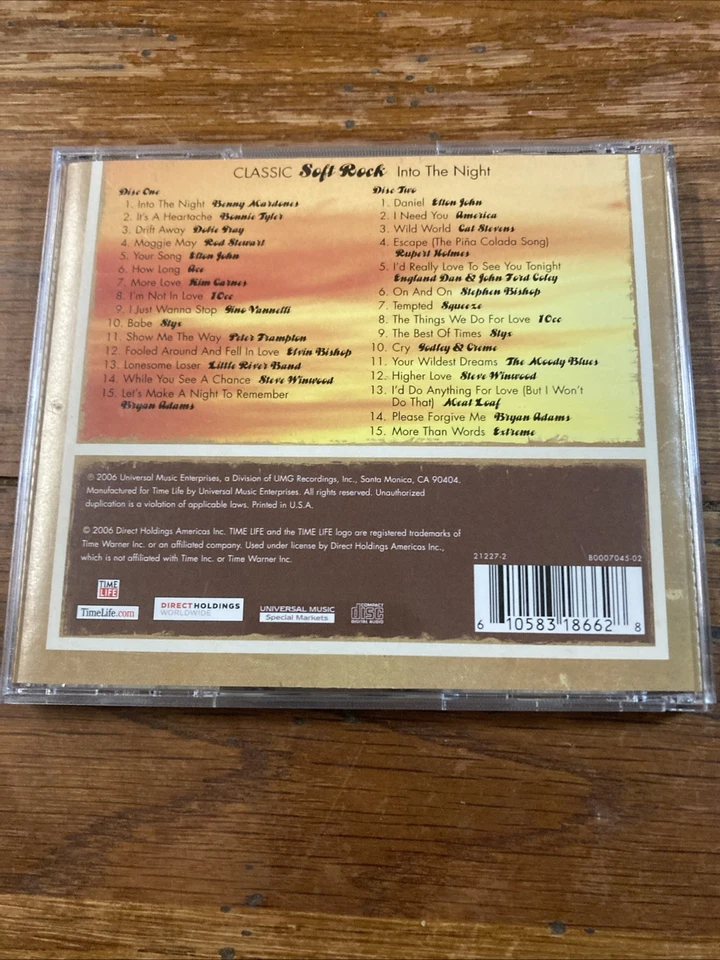 CLASSIC Soft Rock Into The Night
Disc One
1. Into The Night Benny Mardones
2. It's A Heartache Bonnie Tyler
3. Drift Away Dobie Gray
4. Maggie May Rod Stewart
5. Your Song Elton John
6. How Long Ace
7. More Love Kim Carnes
8. I'm Not In Love 10cc
9. I Just Wanna Stop Gino Vannelli
10. Babe Styx
11. Show Me The Way Peter Frampton
12. Fooled Around And Fell In Love Elvin Bishop
13. Lonesome Loser Little River Band
14. While You See A Chance Steve Winwood
15. Let's Make A Night To Remember
Bryan Adams
Disc Two
1. Daniel Elton John
2. I Need You America
3. Wild World Cat Stevens
4. Escape (The Piña Colada Song)
Rupert Holmes
5. I'd Really Love To See You Tonight
England Dan & John Ford Coley
6. On And On Stephen Bishop
7. Tempted Squeeze
8. The Things We Do For Love 10cc
9. The Best Of Times Styx
10. Cry Godley & Creme
11. Your Wildest Dreams The Moody Blues
12. Higher Love Steve Winwood
13. I'd Do Anything For Love (But I Won't
Do That) Meat Loaf
14. Please Forgive Me Bryan Adams
15. More Than Words Extreme
℗ 2006 Universal Music Enterprises, a Division of UMG Recordings, Inc., Santa Monica, CA 90404.
Manufactured for Time Life by Universal Music Enterprises. All rights reserved. Unauthorized
duplication is a violation of applicable laws. Printed in U.S.A.
© 2006 Direct Holdings Americas Inc. TIME LIFE and the TIME LIFE logo are registered trademarks of
Time Warner Inc. or an affiliated company. Used under license by Direct Holdings Americas Inc.,
which is not affiliated with Time Inc. or Time Warner Inc.
21227-2 B0007045-02
TIME
LIFE
TimeLife.com
DIRECTHOLDINGS
WORLDWIDE
UNIVERSAL MUSIC
Special Markets
COMPACT
disc
DIGITAL AUDIO
6 10583 18662 8